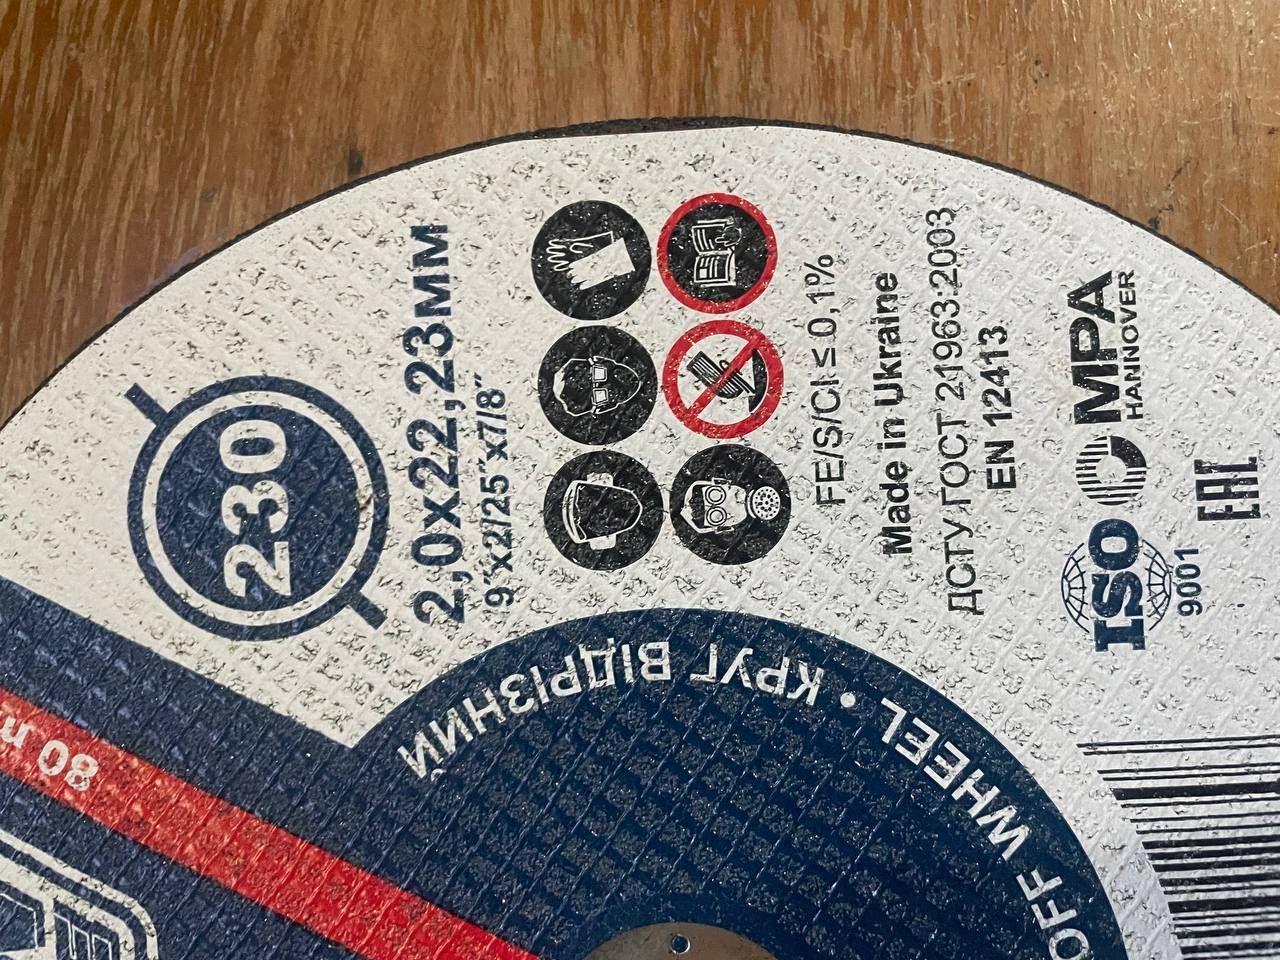 230
2,0x22,23мм
9"x2/25"x7/8"
FE/S/Cl ≤ 0,1%
Made in Ukraine
ДСТУ ГОСТ 21963:2003
EN 12413
ISO
9001
MPA
HANNOVER
EAC
OFF WHEEL • КРУГ ВІДРІЗНИЙ
80